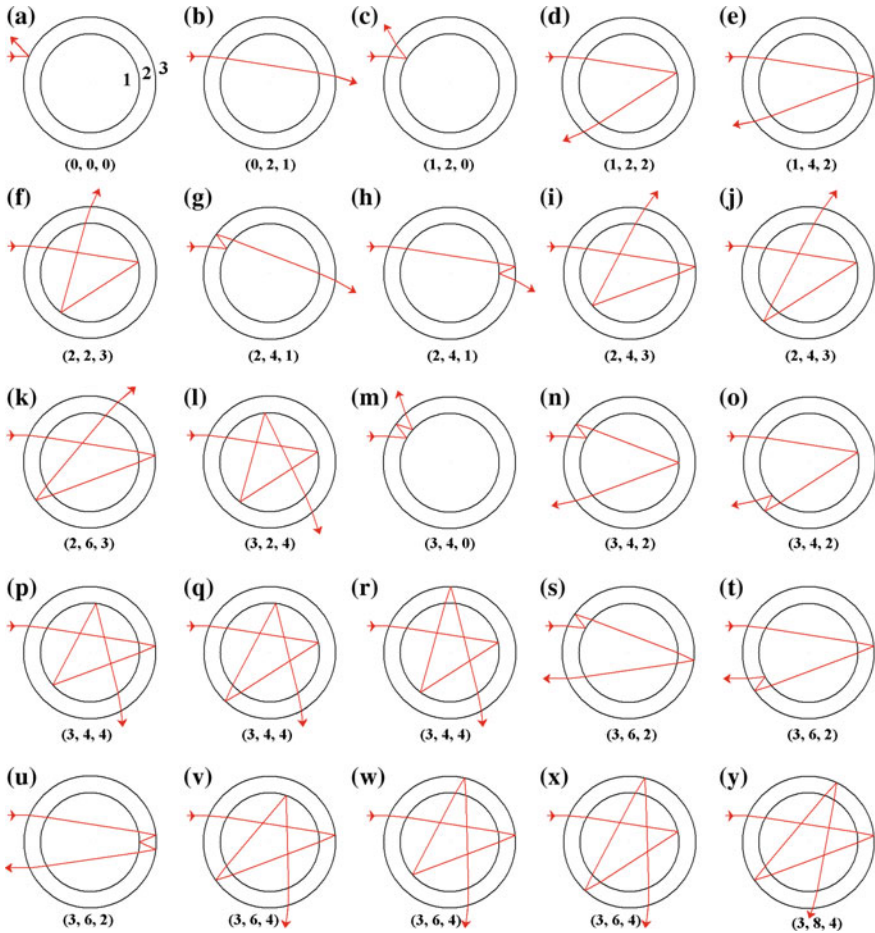 (a) (b) (c) (d) (e)
1 2 3
(0, 0, 0) (0, 2, 1) (1, 2, 0) (1, 2, 2) (1, 4, 2)
(f) (g) (h) (i) (j)
(2, 2, 3) (2, 4, 1) (2, 4, 1) (2, 4, 3) (2, 4, 3)
(k) (l) (m) (n) (o)
(2, 6, 3) (3, 2, 4) (3, 4, 0) (3, 4, 2) (3, 4, 2)
(p) (q) (r) (s) (t)
(3, 4, 4) (3, 4, 4) (3, 4, 4) (3, 6, 2) (3, 6, 2)
(u) (v) (w) (x) (y)
(3, 6, 2) (3, 6, 4) (3, 6, 4) (3, 6, 4) (3, 8, 4)